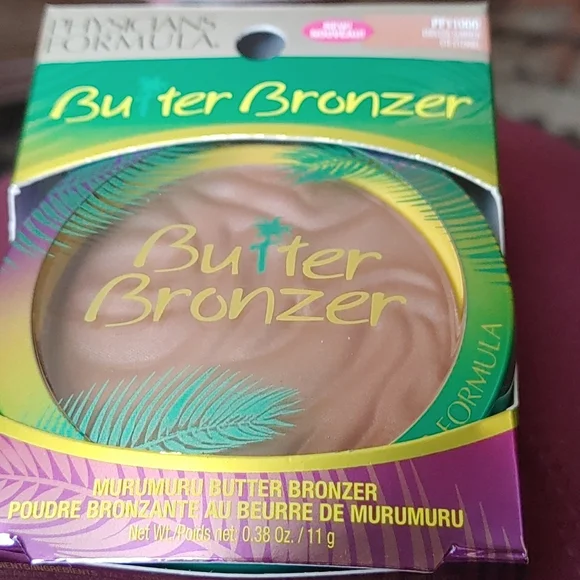 PHYSICIANS
FORMULA®
NEW!
NOUVEAU!
Butter Bronzer
Butter
Bronzer
FORMULA
MURUMURU BUTTER BRONZER
POUDRE BRONZANTE AU BEURRE DE MURUMURU
Net Wt./Poids net 0.38 Oz. / 11 g